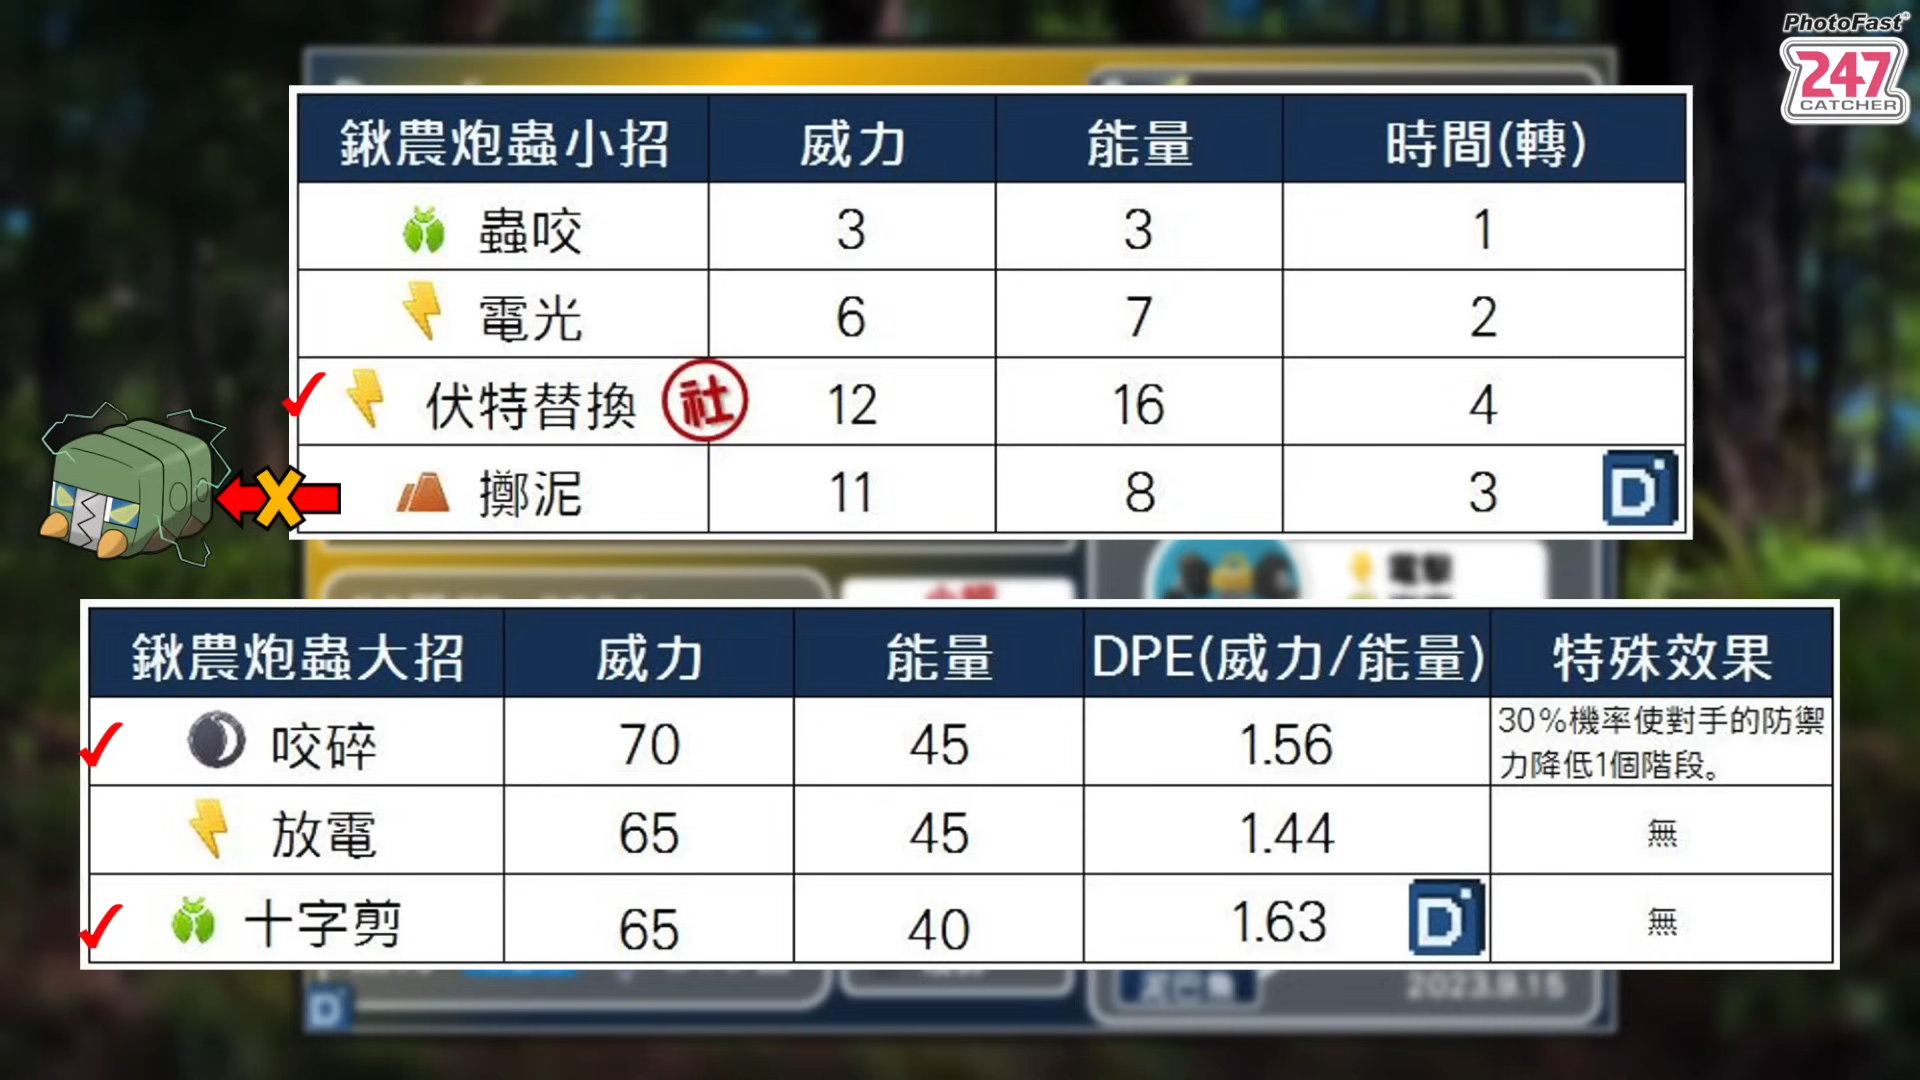 PhotoFast
247
CATCHER
鍬農炮蟲小招 威力 能量 時間(轉)
蟲咬 3 3 1
電光 6 7 2
伏特替換 社 12 16 4
擲泥 11 8 3 D
電擊
鍬農炮蟲大招 威力 能量 DPE(威力/能量) 特殊效果
咬碎 70 45 1.56 30%機率使對手的防禦
力降低1個階段。
放電 65 45 1.44 無
十字剪 65 40 1.63 D 無
2023.9.15
D